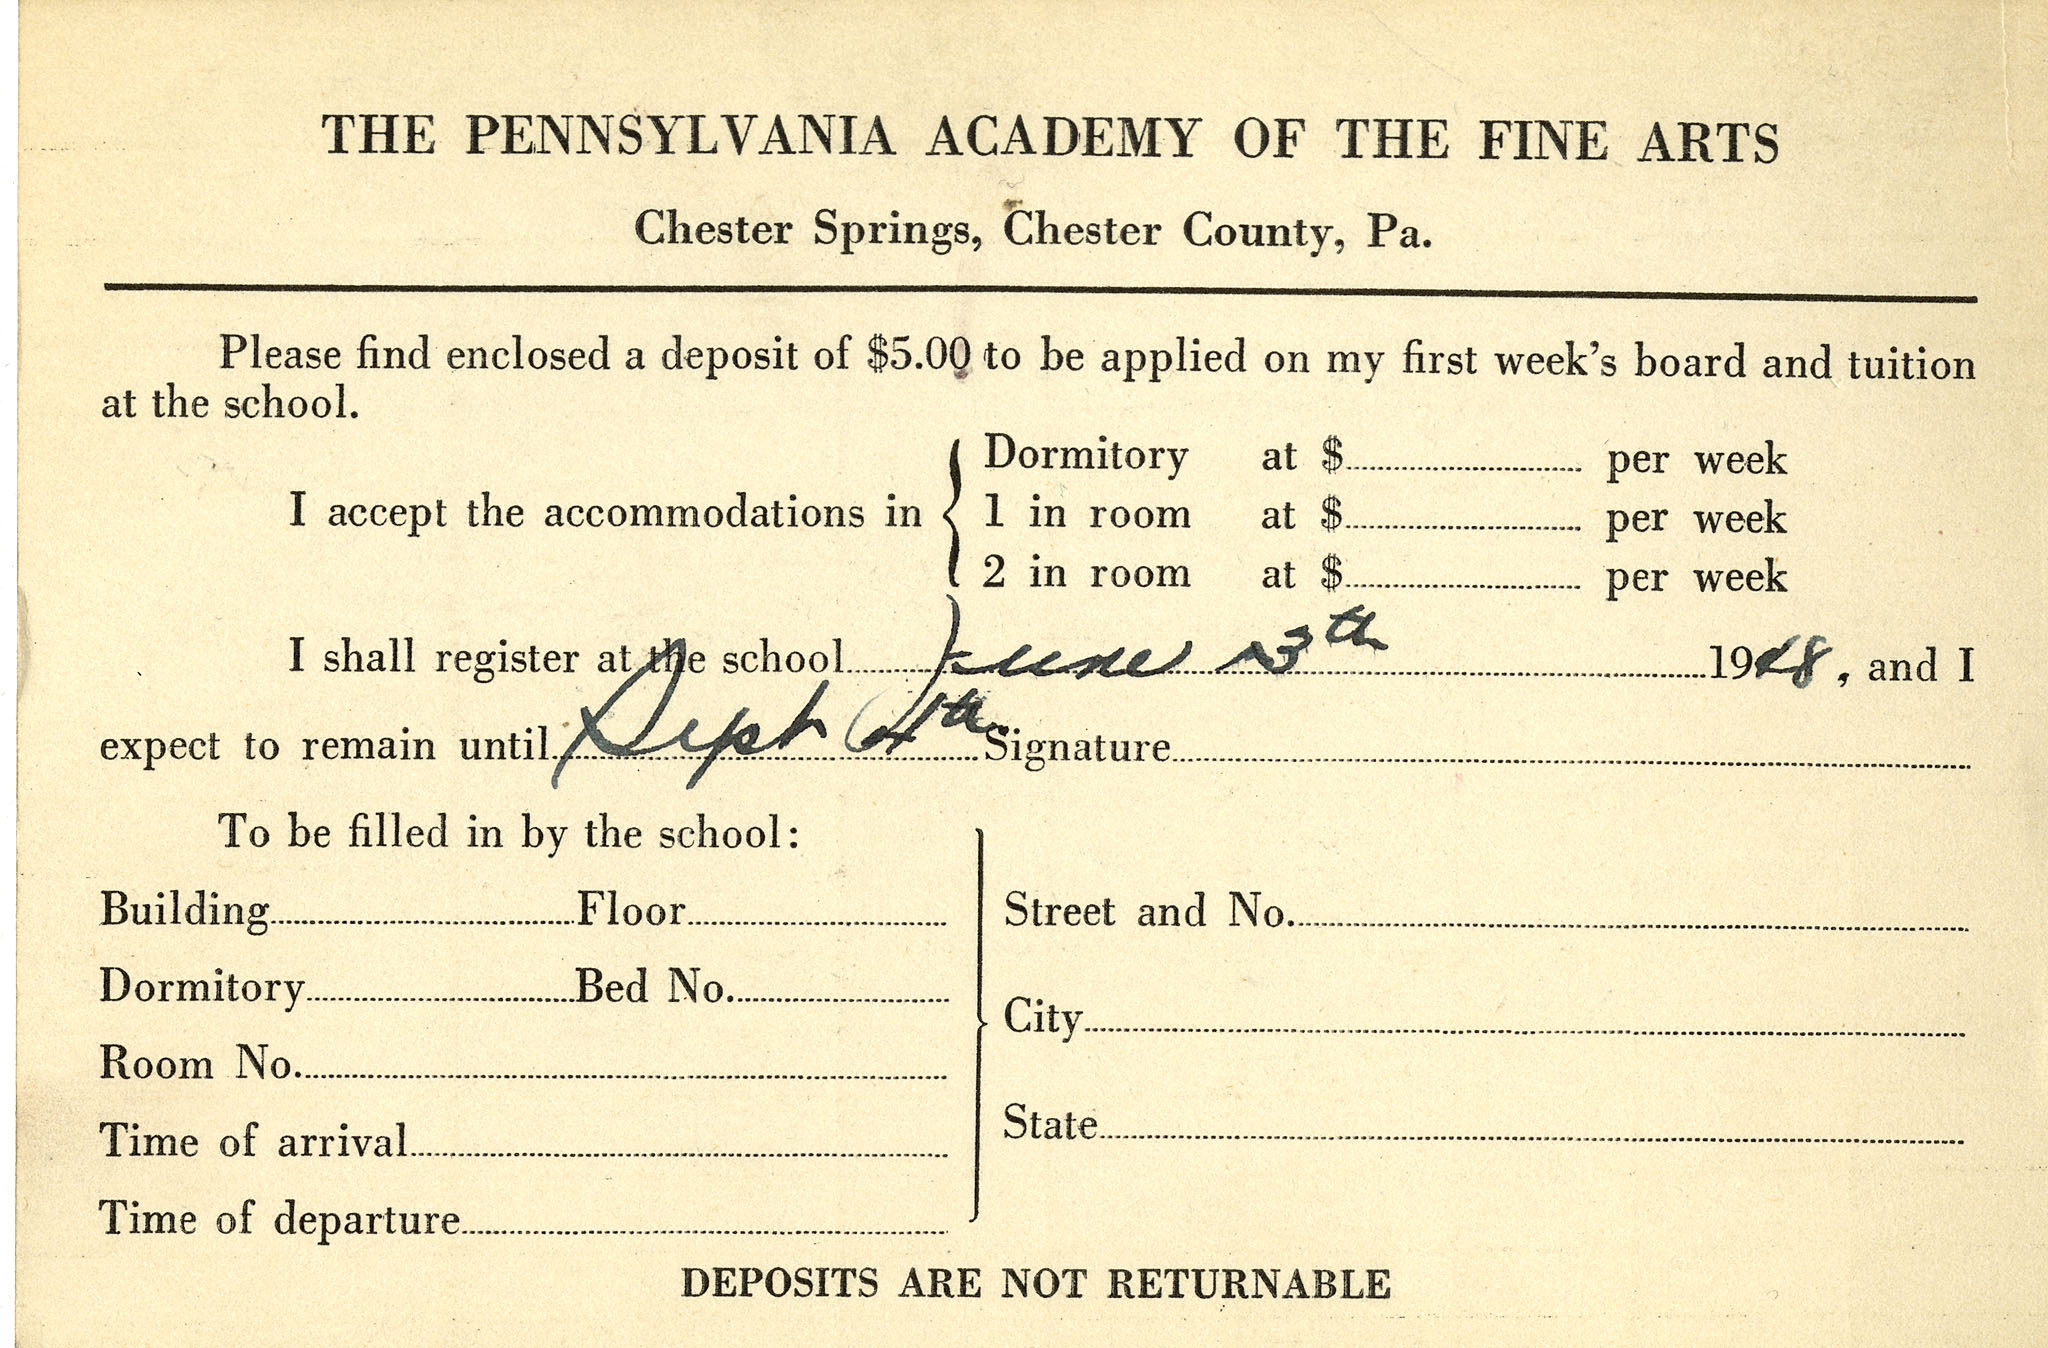 THE PENNSYLVANIA ACADEMY OF THE FINE ARTS
Chester Springs, Chester County, Pa.
Please find enclosed a deposit of $5.00 to be applied on my first week's board and tuition
at the school.
I accept the accommodations in
Dormitory at $ per week
1 in room at $ per week
2 in room at $ per week
I shall register at the school June 13th 1948, and I
expect to remain until Sept 4th Signature
To be filled in by the school:
Building Floor
Dormitory Bed No.
Room No.
Time of arrival
Time of departure
Street and No.
City
State
DEPOSITS ARE NOT RETURNABLE